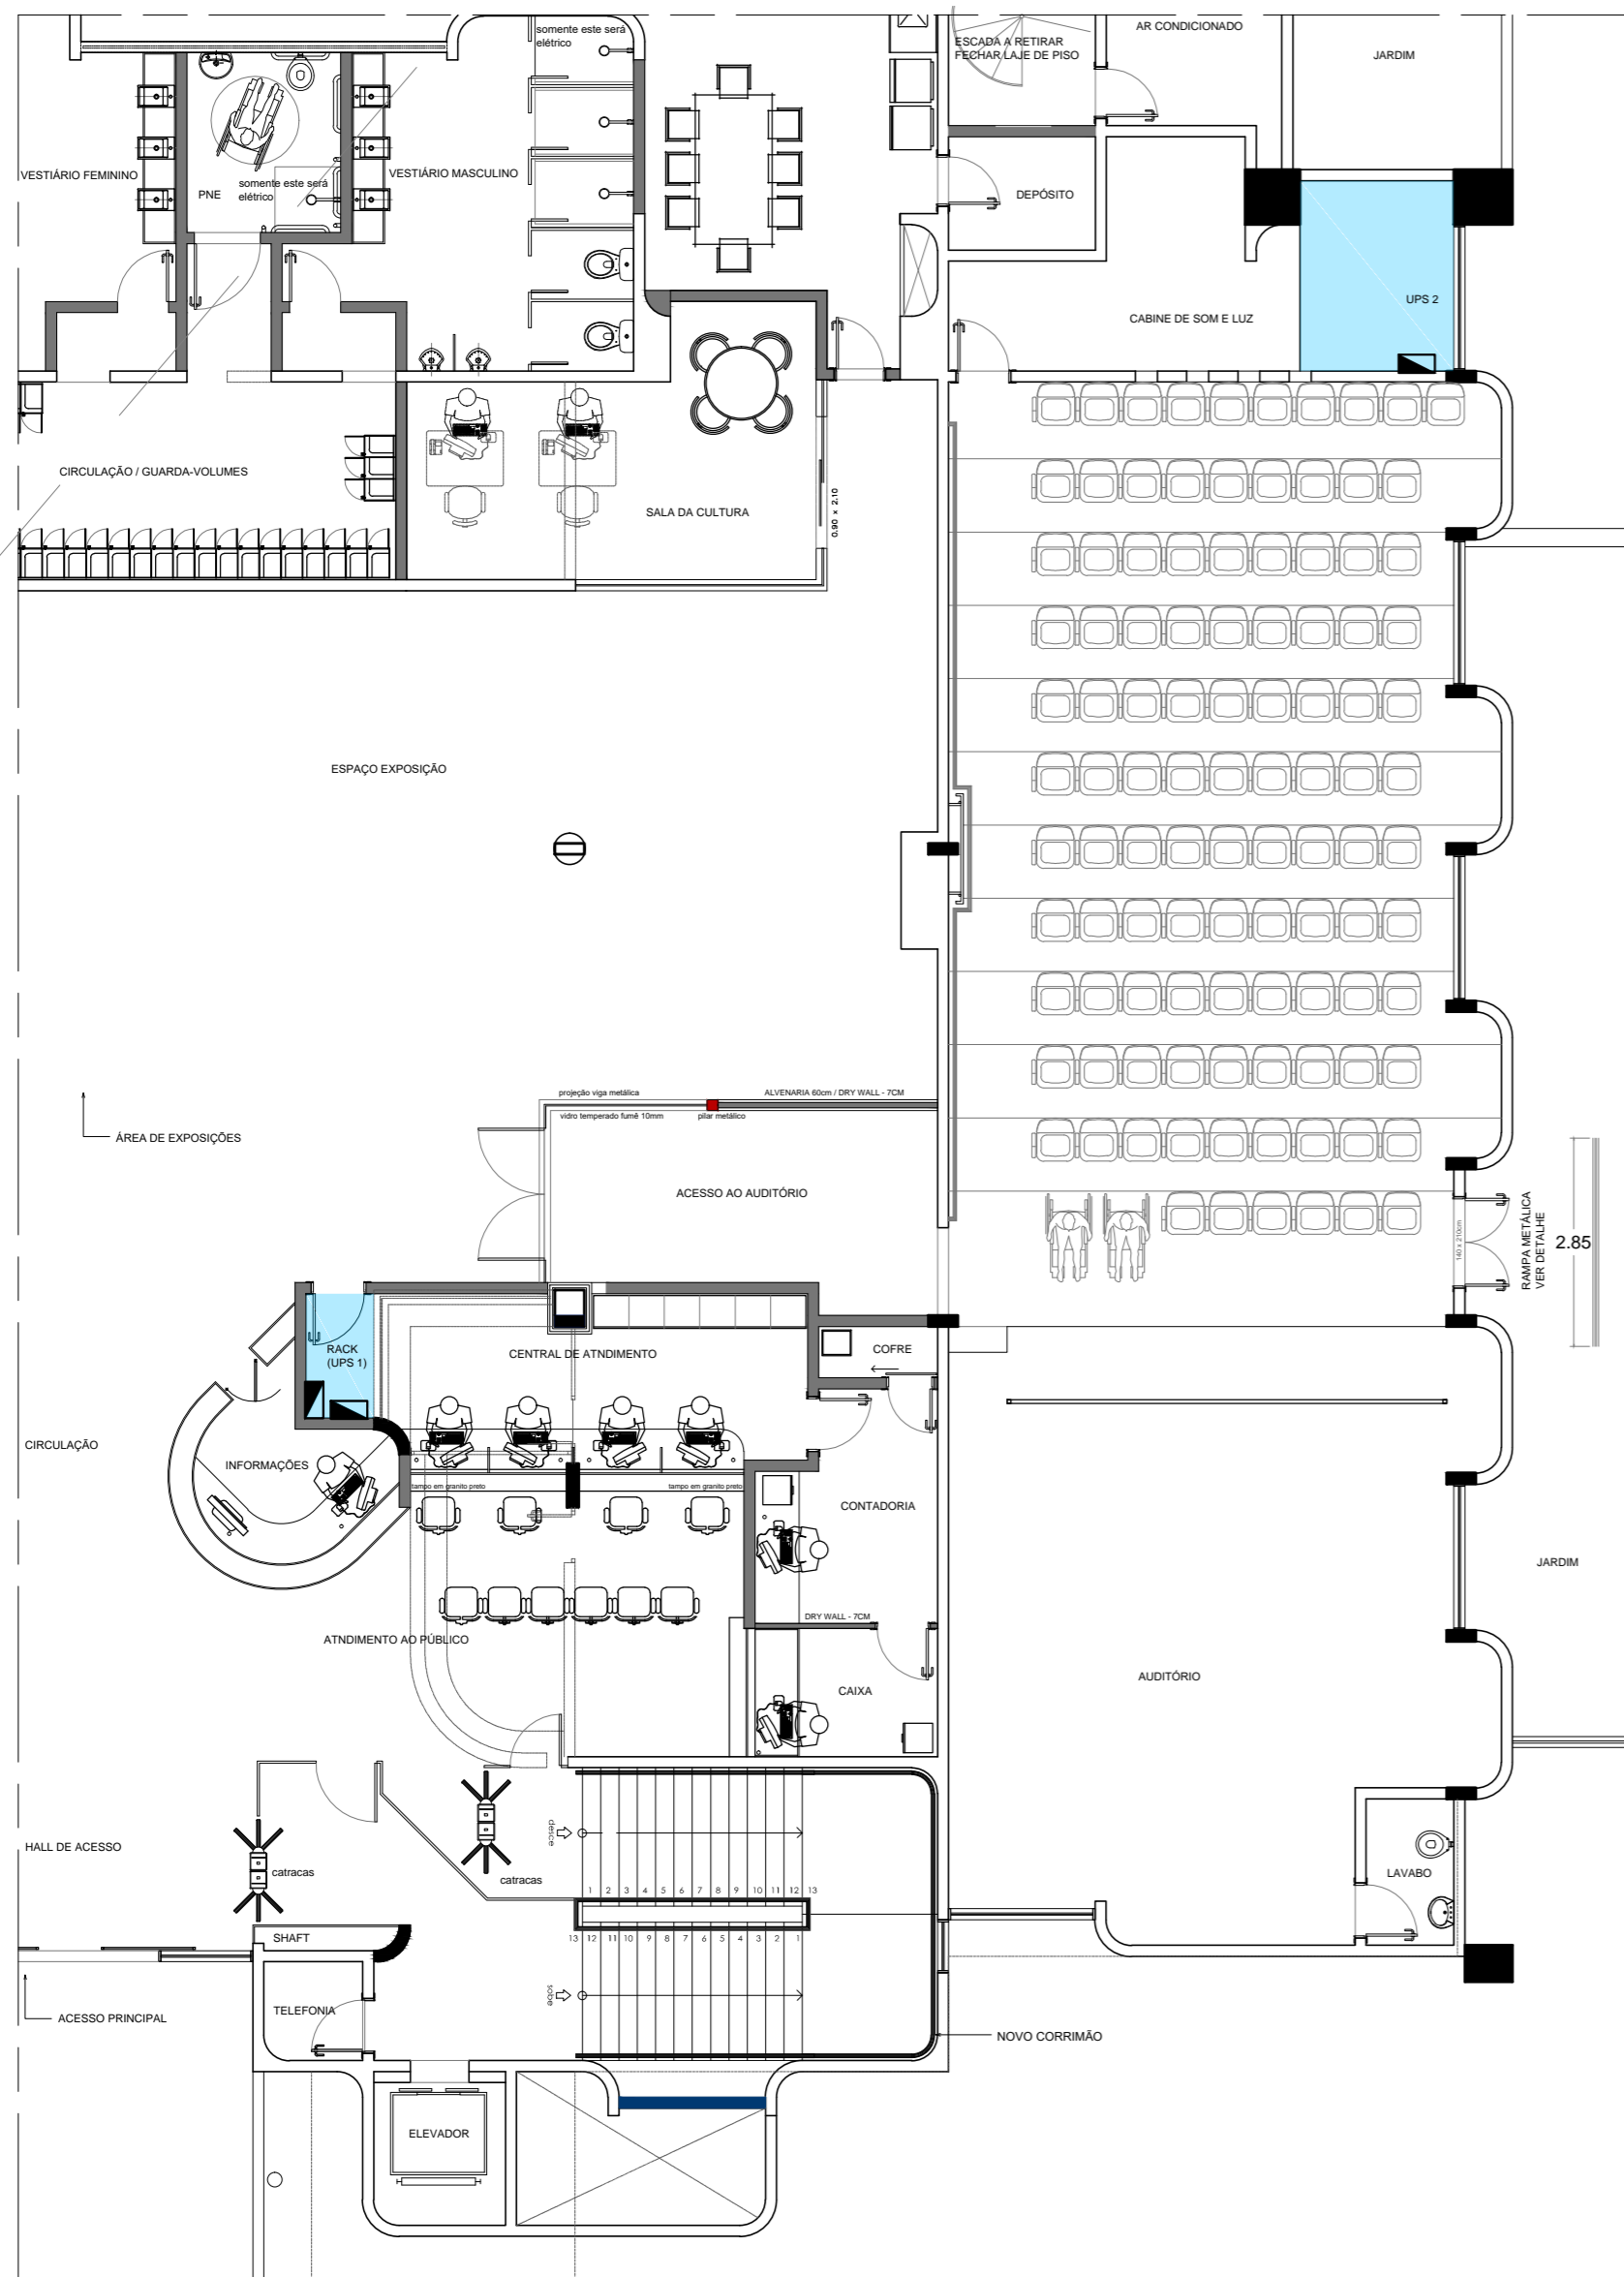 somente este será
elétrico
ESCADA A RETIRAR
FECHAR LAJE DE PISO
AR CONDICIONADO
JARDIM
VESTIÁRIO FEMININO
PNE
somente este será
elétrico
VESTIÁRIO MASCULINO
DEPÓSITO
UPS 2
CABINE DE SOM E LUZ
CIRCULAÇÃO / GUARDA-VOLUMES
SALA DA CULTURA
0.90 x 2.10
ESPAÇO EXPOSIÇÃO
projeção viga metálica
ALVENARIA 60cm / DRY WALL - 7CM
vidro temperado fumê 10mm
pilar metálico
ÁREA DE EXPOSIÇÕES
ACESSO AO AUDITÓRIO
140 x 210cm
RAMPA METÁLICA
VER DETALHE
2.85
RACK
(UPS 1)
CENTRAL DE ATNDIMENTO
COFRE
CIRCULAÇÃO
INFORMAÇÕES
tampo em granito preto
tampo em granito preto
CONTADORIA
JARDIM
DRY WALL - 7CM
ATNDIMENTO AO PÚBLICO
AUDITÓRIO
CAIXA
desce
HALL DE ACESSO
catracas
catracas
LAVABO
1 2 3 4 5 6 7 8 9 10 11 12 13
SHAFT
13 12 11 10 9 8 7 6 5 4 3 2 1
sobe
TELEFONIA
ACESSO PRINCIPAL
NOVO CORRIMÃO
ELEVADOR